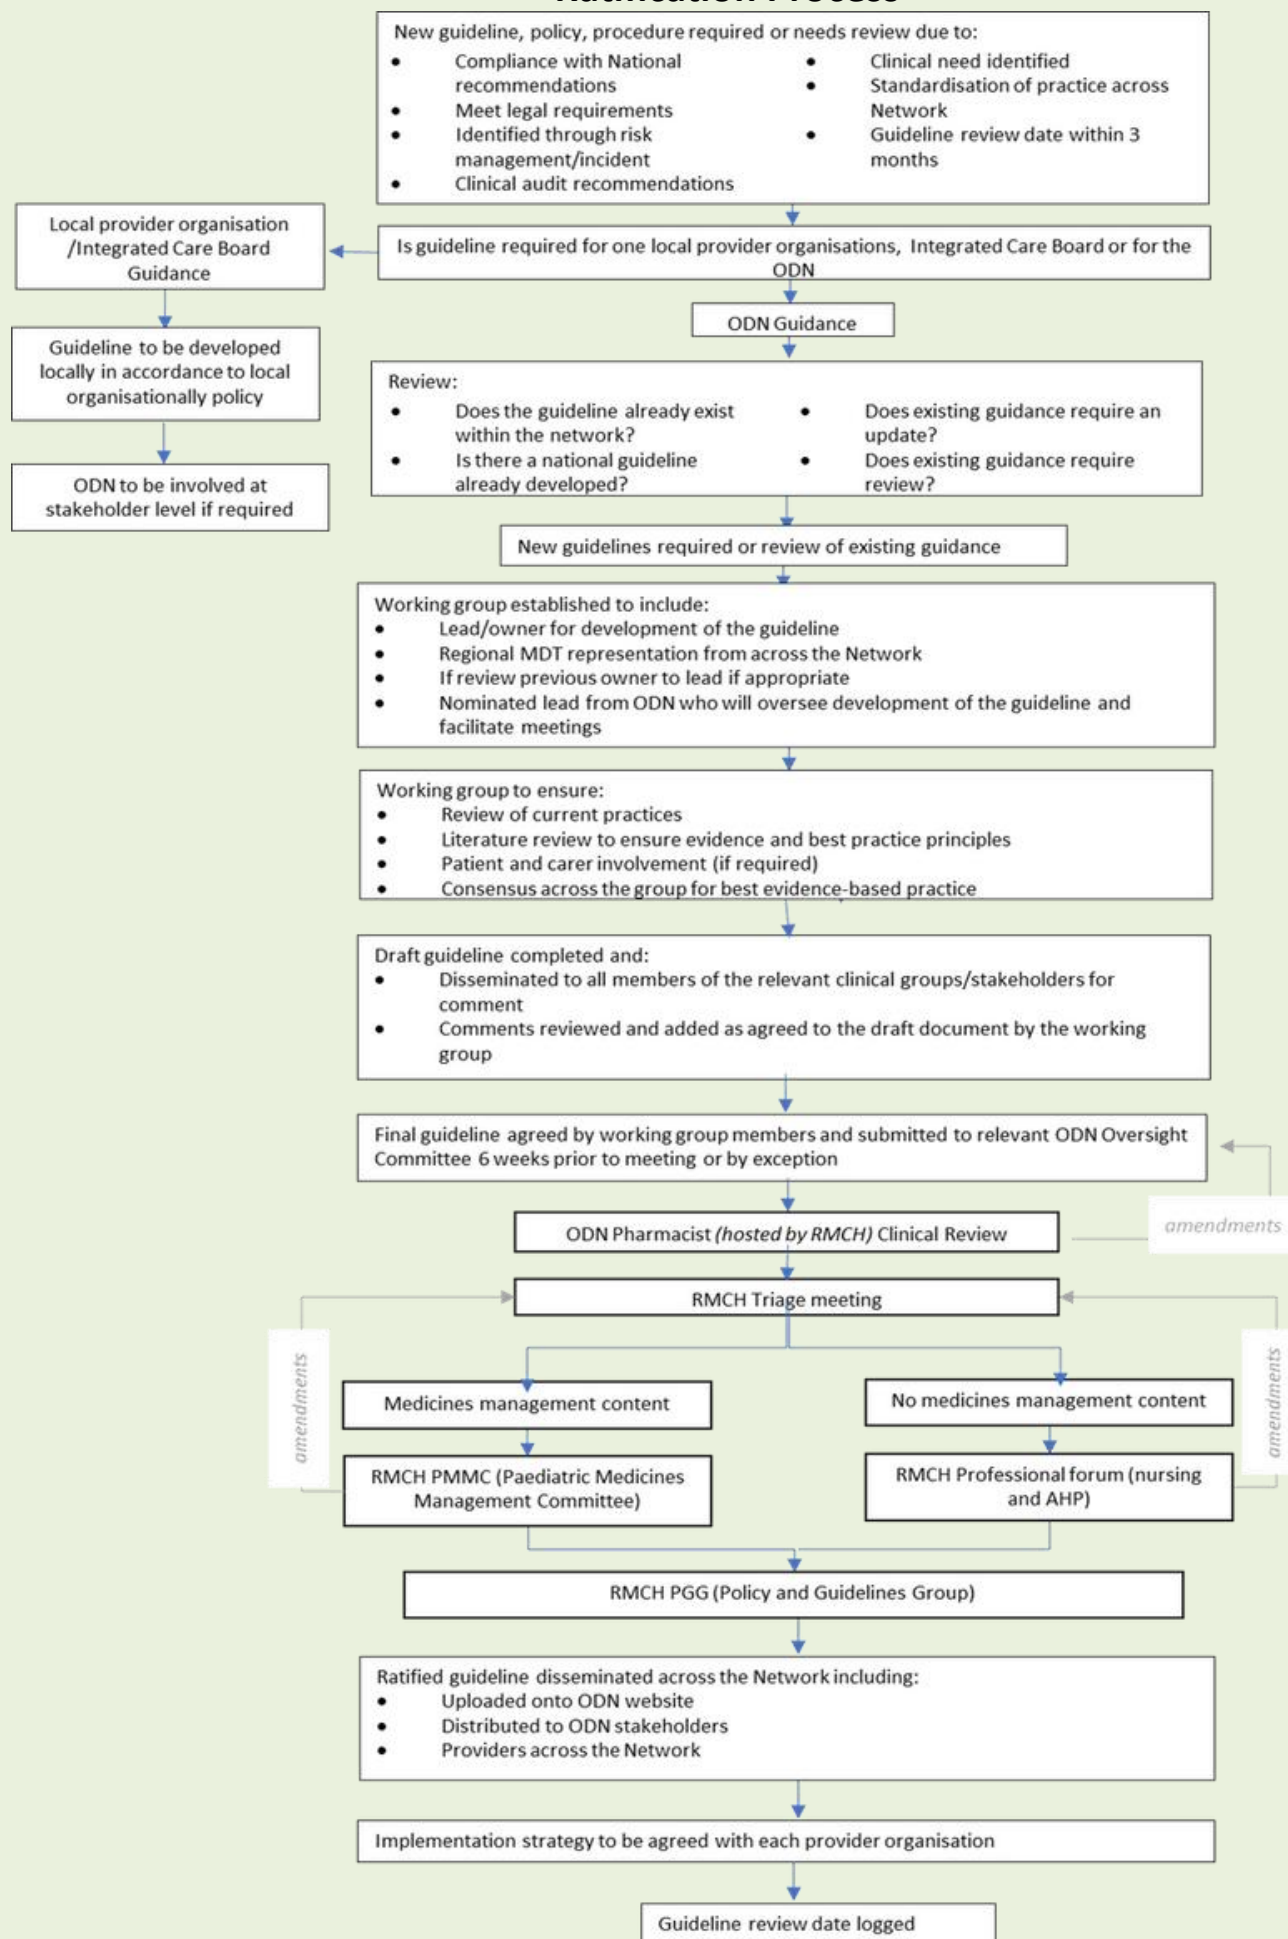 Ratification Process
New guideline, policy, procedure required or needs review due to:
• Compliance with National
recommendations
• Meet legal requirements
• Identified through risk
management/incident
• Clinical audit recommendations
• Clinical need identified
• Standardisation of practice across
Network
• Guideline review date within 3
months
Local provider organisation
/Integrated Care Board
Guidance
Is guideline required for one local provider organisations, Integrated Care Board or for the
ODN
ODN Guidance
Guideline to be developed
locally in accordance to local
organisationally policy
Review:
• Does the guideline already exist
within the network?
• Is there a national guideline
already developed?
• Does existing guidance require an
update?
• Does existing guidance require
review?
ODN to be involved at
stakeholder level if required
New guidelines required or review of existing guidance
Working group established to include:
• Lead/owner for development of the guideline
• Regional MDT representation from across the Network
• If review previous owner to lead if appropriate
• Nominated lead from ODN who will oversee development of the guideline and
facilitate meetings
Working group to ensure:
• Review of current practices
• Literature review to ensure evidence and best practice principles
• Patient and carer involvement (if required)
• Consensus across the group for best evidence-based practice
Draft guideline completed and:
• Disseminated to all members of the relevant clinical groups/stakeholders for
comment
• Comments reviewed and added as agreed to the draft document by the working
group
Final guideline agreed by working group members and submitted to relevant ODN Oversight
Committee 6 weeks prior to meeting or by exception
amendments
ODN Pharmacist (hosted by RMCH) Clinical Review
RMCH Triage meeting
amendments
amendments
Medicines management content
No medicines management content
RMCH PMMC (Paediatric Medicines
Management Committee)
RMCH Professional forum (nursing
and AHP)
RMCH PGG (Policy and Guidelines Group)
Ratified guideline disseminated across the Network including:
• Uploaded onto ODN website
• Distributed to ODN stakeholders
• Providers across the Network
Implementation strategy to be agreed with each provider organisation
Guideline review date logged